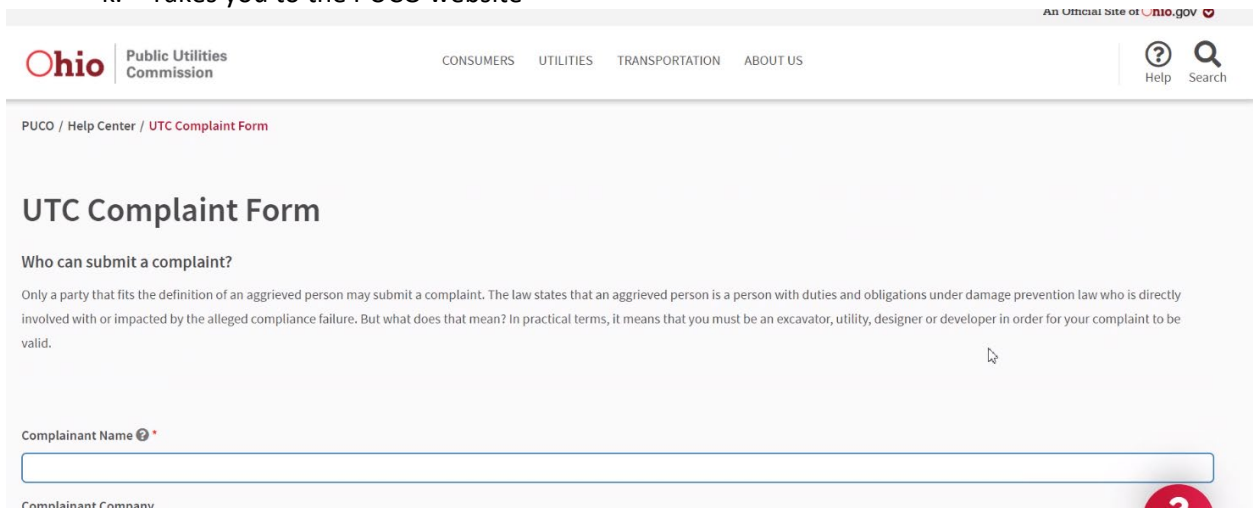 k. Takes you to the PUCO website
An Official Site of Ohio.gov
Ohio Public Utilities Commission
CONSUMERS UTILITIES TRANSPORTATION ABOUT US
Help Search
PUCO / Help Center / UTC Complaint Form
UTC Complaint Form
Who can submit a complaint?
Only a party that fits the definition of an aggrieved person may submit a complaint. The law states that an aggrieved person is a person with duties and obligations under damage prevention law who is directly
involved with or impacted by the alleged compliance failure. But what does that mean? In practical terms, it means that you must be an excavator, utility, designer or developer in order for your complaint to be
valid.
Complainant Name ? *
Complainant Company
?